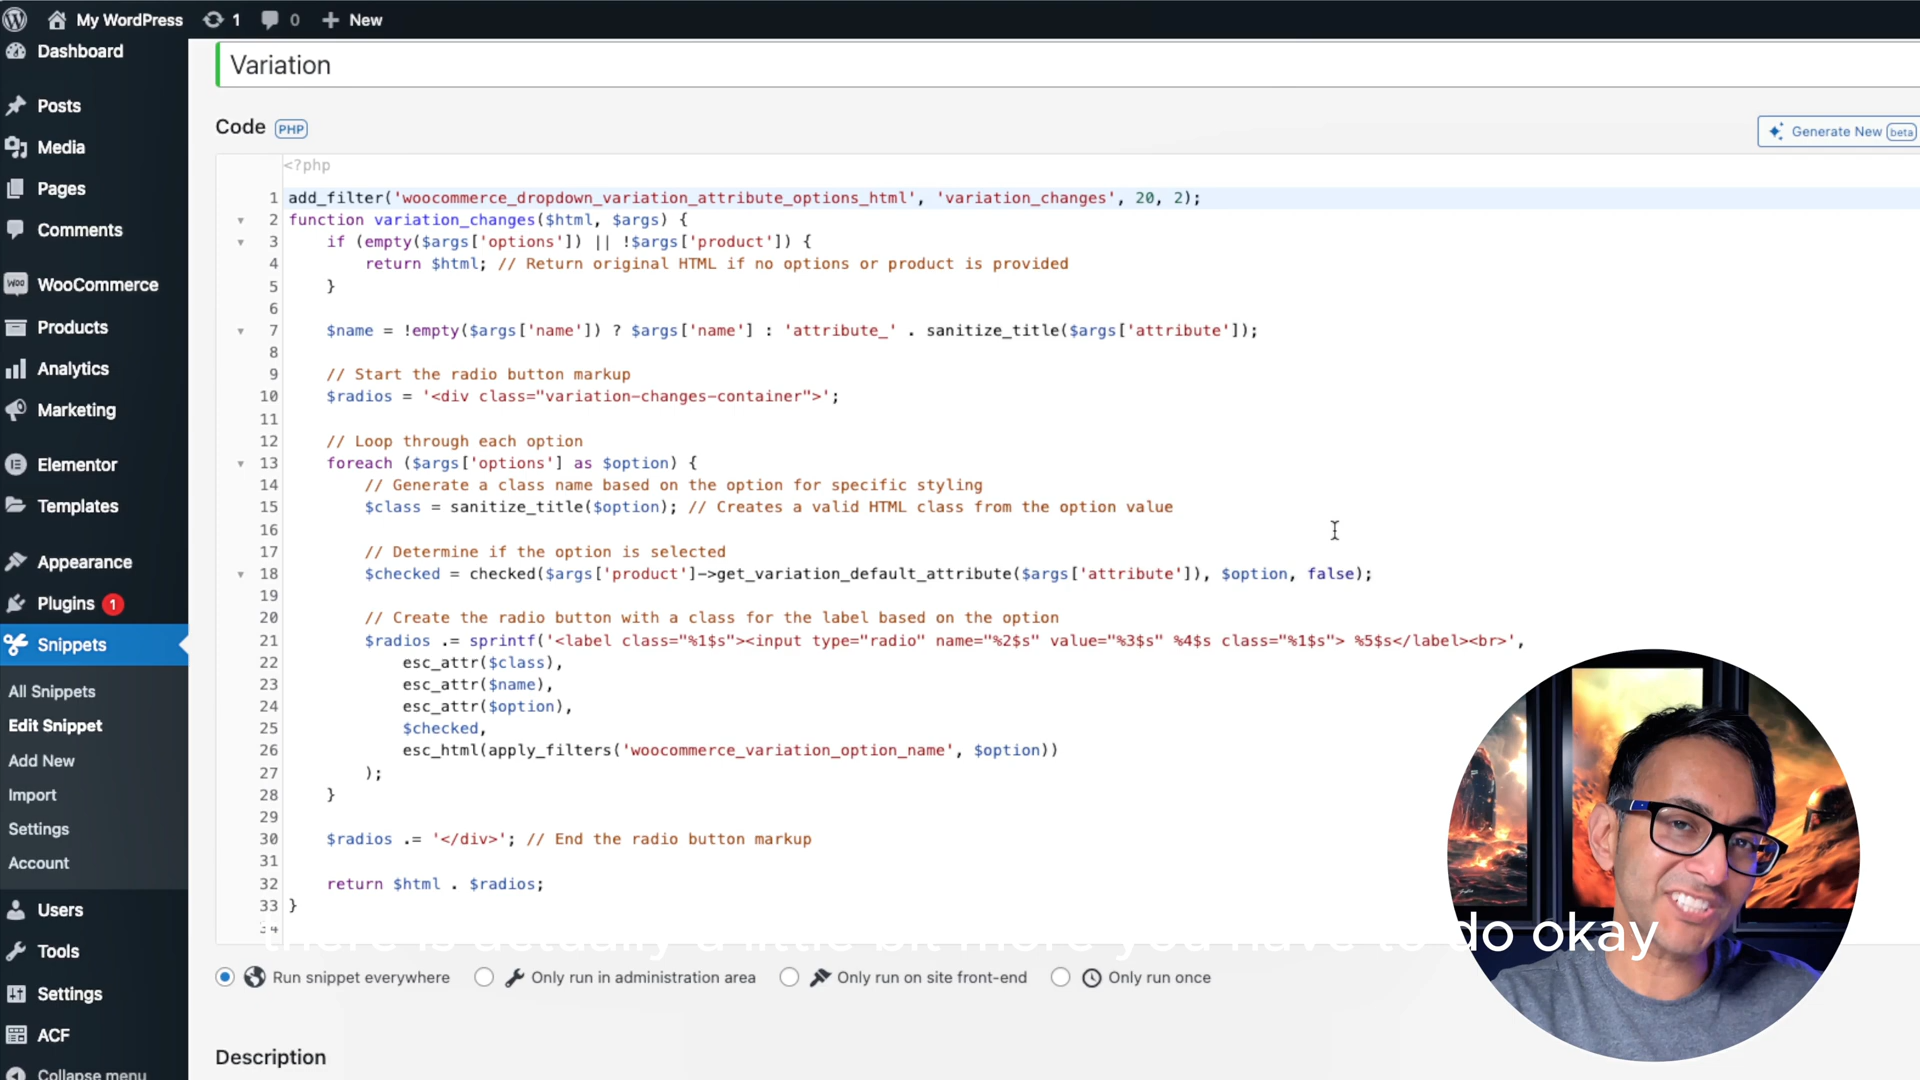 My WordPress 1 0 New
Dashboard
Posts
Media
Pages
Comments
WooCommerce
Products
Analytics
Marketing
Elementor
Templates
Appearance
Plugins 1
Snippets
All Snippets
Edit Snippet
Add New
Import
Settings
Account
Users
Tools
Settings
ACF
Collapse menu
Variation
Code PHP
Generate New beta
<?php
1 add_filter('woocommerce_dropdown_variation_attribute_options_html', 'variation_changes', 20, 2);
2 function variation_changes($html, $args) {
3 if (empty($args['options']) || !$args['product']) {
4 return $html; // Return original HTML if no options or product is provided
5 }
6
7 $name = !empty($args['name']) ? $args['name'] : 'attribute_' . sanitize_title($args['attribute']);
8
9 // Start the radio button markup
10 $radios = '<div class="variation-changes-container">';
11
12 // Loop through each option
13 foreach ($args['options'] as $option) {
14 // Generate a class name based on the option for specific styling
15 $class = sanitize_title($option); // Creates a valid HTML class from the option value
16
17 // Determine if the option is selected
18 $checked = checked($args['product']->get_variation_default_attribute($args['attribute']), $option, false);
19
20 // Create the radio button with a class for the label based on the option
21 $radios .= sprintf('<label class="%1$s"><input type="radio" name="%2$s" value="%3$s" %4$s class="%1$s"> %5$s</label><br>',
22 esc_attr($class),
23 esc_attr($name),
24 esc_attr($option),
25 $checked,
26 esc_html(apply_filters('woocommerce_variation_option_name', $option))
27 );
28 }
29
30 $radios .= '</div>'; // End the radio button markup
31
32 return $html . $radios;
33 }
34
there is actually a little bit more you have to do okay
Run snippet everywhere Only run in administration area Only run on site front-end Only run once
Description